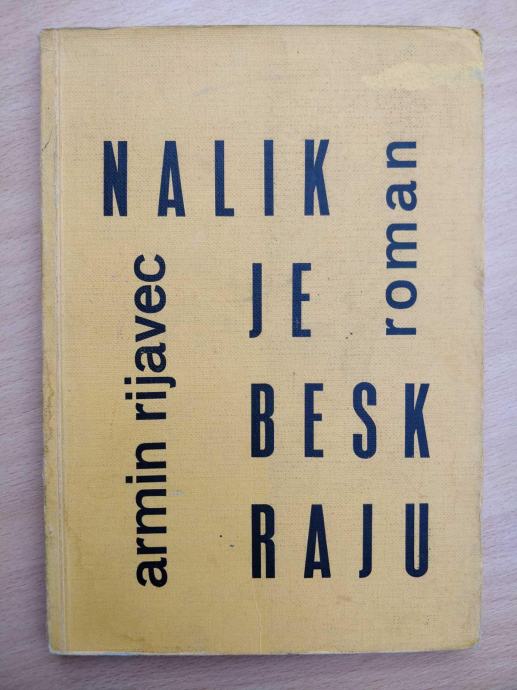 NALIK
JE
BESK
RAJU
roman
armin rijavec